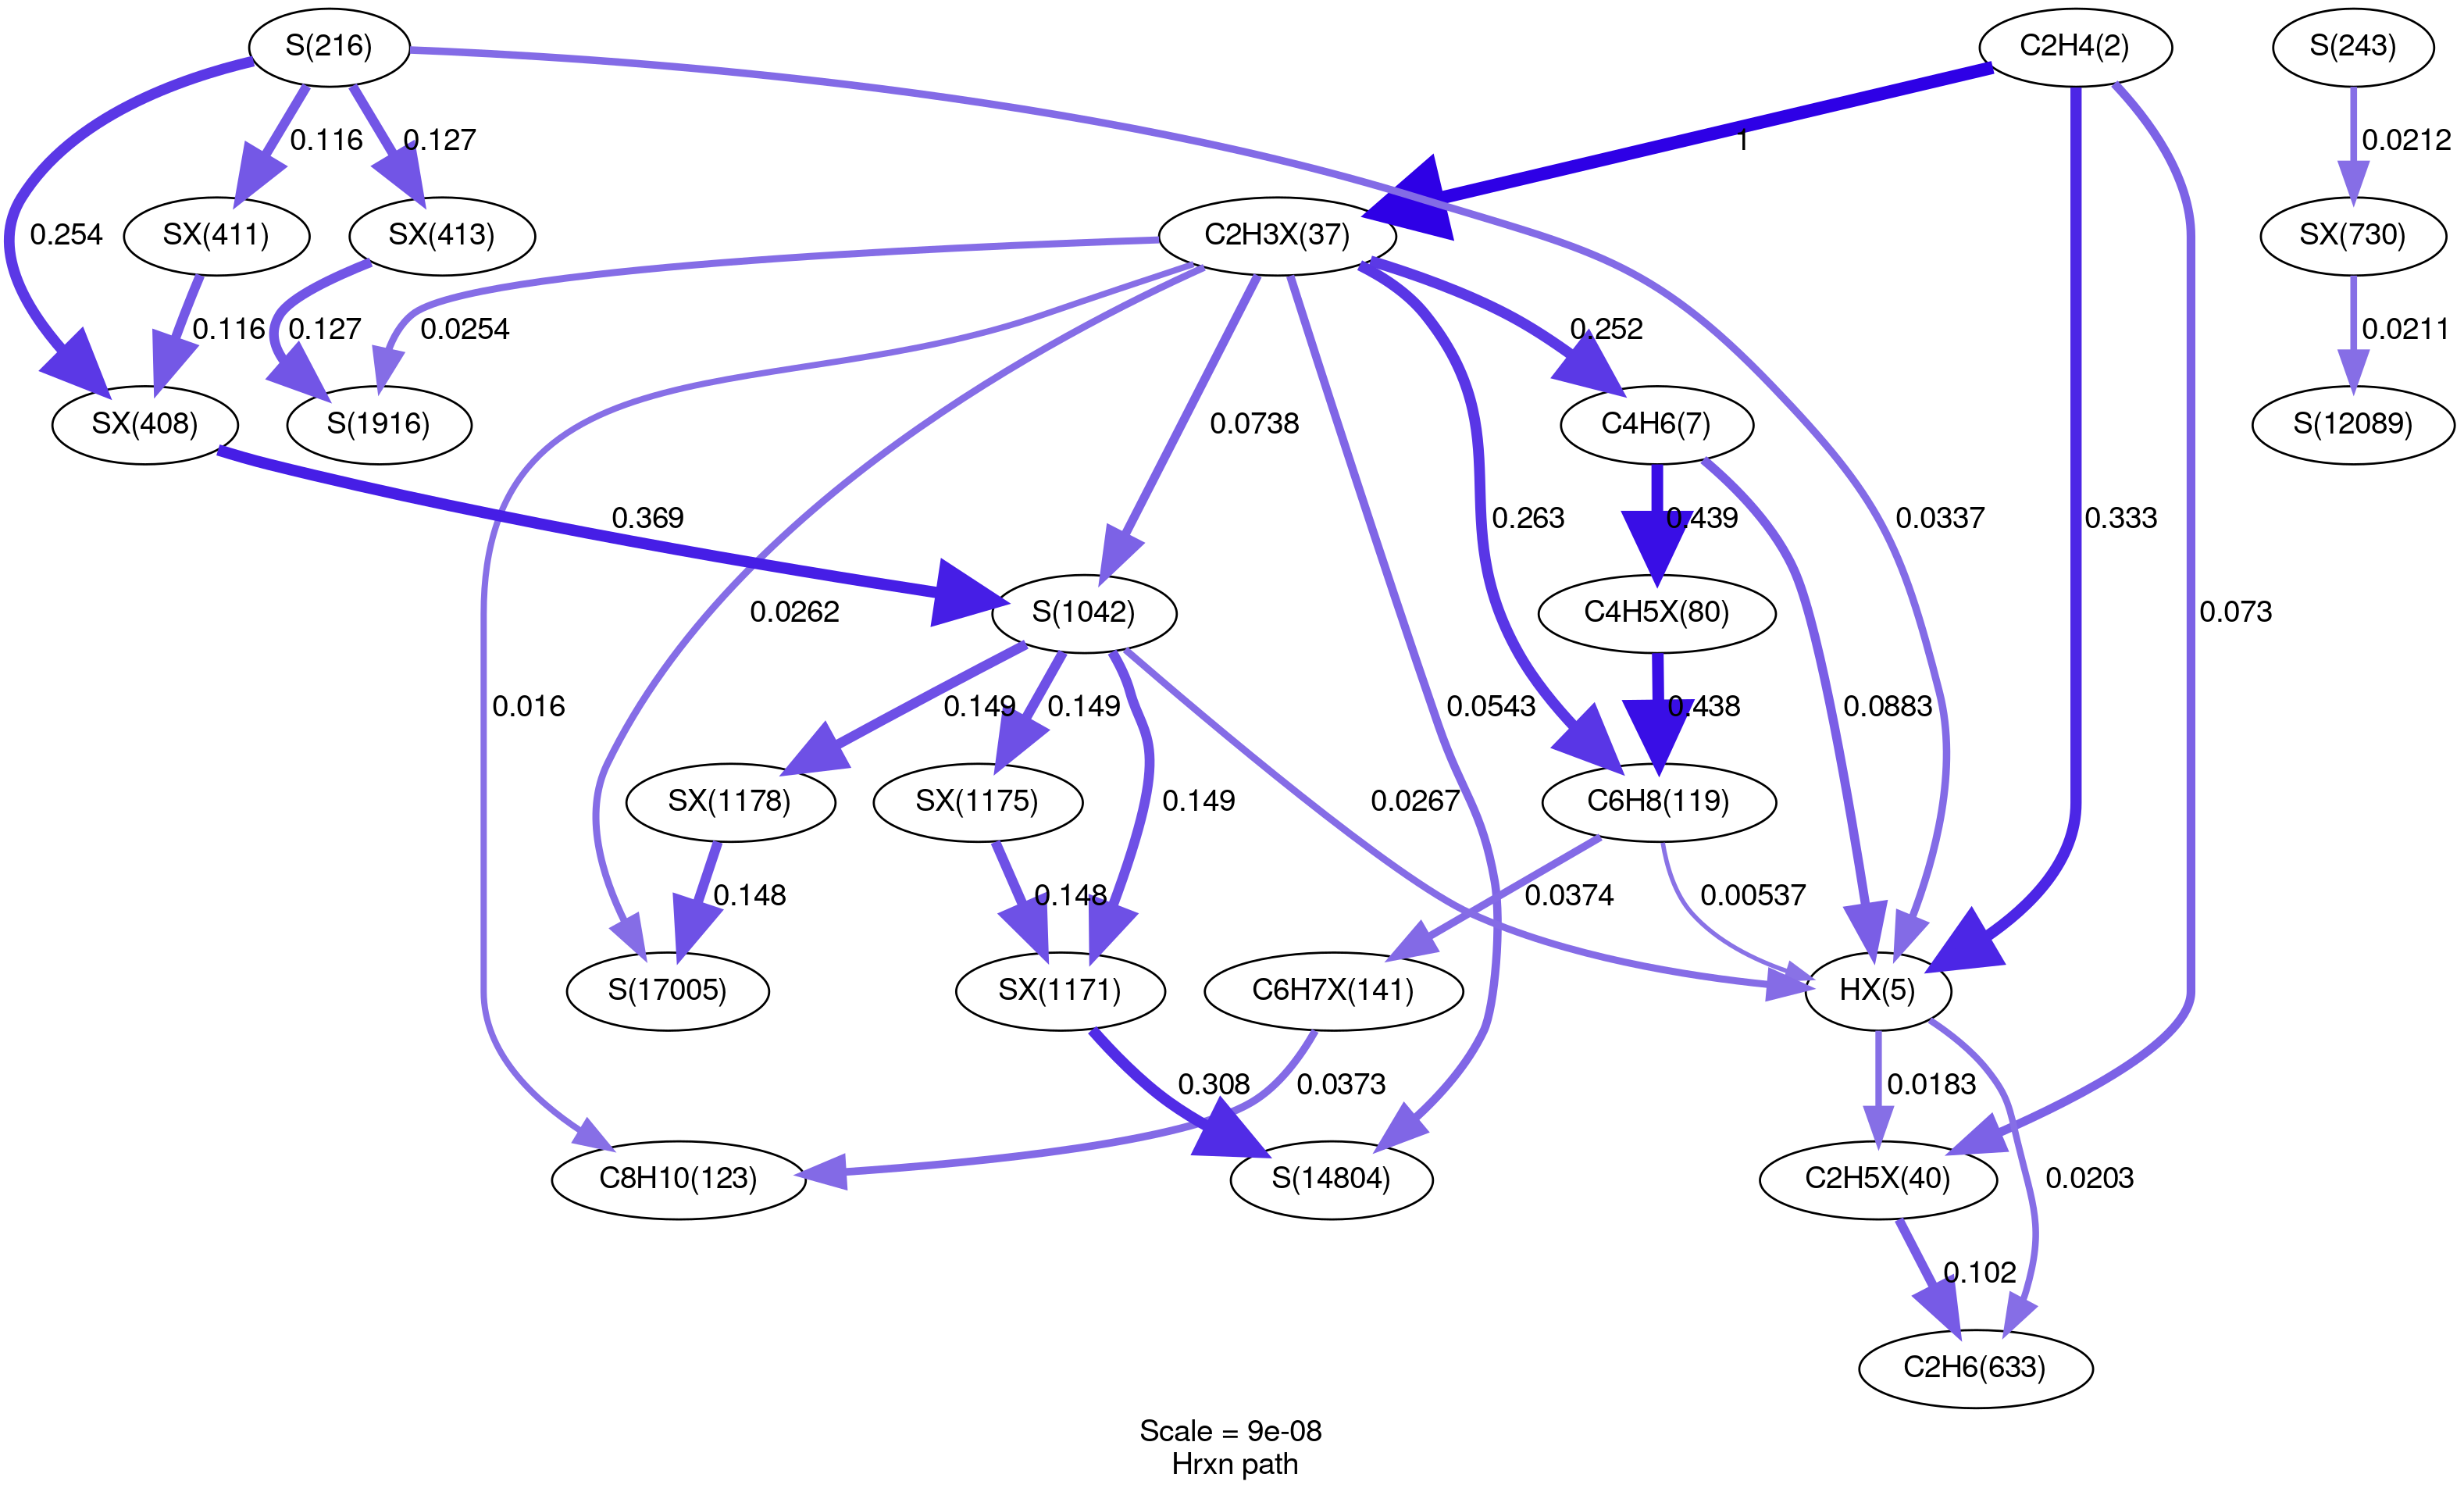 S(216)
C2H4(2)
S(243)
0.116
0.127
1
0.0212
0.254
SX(411)
SX(413)
C2H3X(37)
SX(730)
0.116
0.127
0.0254
0.252
0.0211
SX(408)
S(1916)
0.0738
C4H6(7)
S(12089)
0.369
0.263
0.439
0.0337
0.333
0.0262
S(1042)
C4H5X(80)
0.073
0.016
0.149
0.149
0.0543
0.438
0.0883
SX(1178)
SX(1175)
0.149
0.0267
C6H8(119)
0.148
0.148
0.0374
0.00537
S(17005)
SX(1171)
C6H7X(141)
HX(5)
0.308
0.0373
0.0183
C8H10(123)
S(14804)
C2H5X(40)
0.0203
0.102
C2H6(633)
Scale = 9e-08
Hrxn path